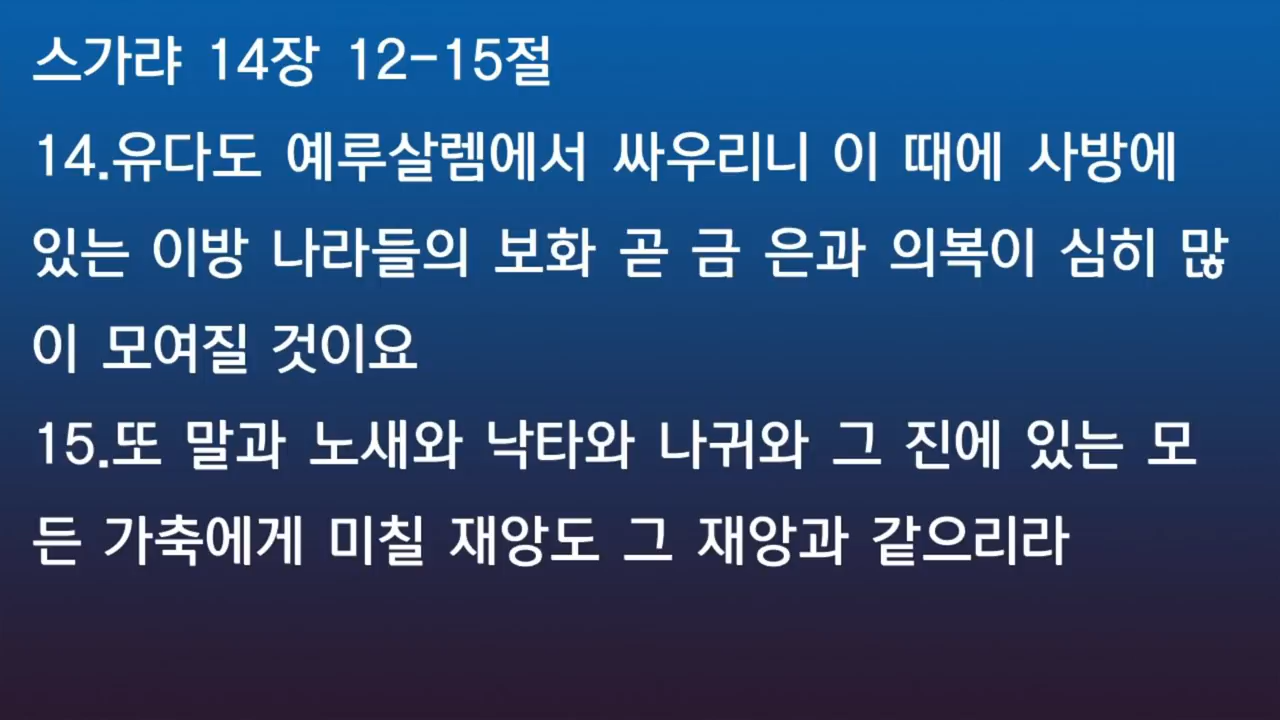 스가랴 14장 12-15절
14.유다도 예루살렘에서 싸우리니 이 때에 사방에
있는 이방 나라들의 보화 곧 금 은과 의복이 심히 많
이 모여질 것이요
15.또 말과 노새와 낙타와 나귀와 그 진에 있는 모
든 가축에게 미칠 재앙도 그 재앙과 같으리라